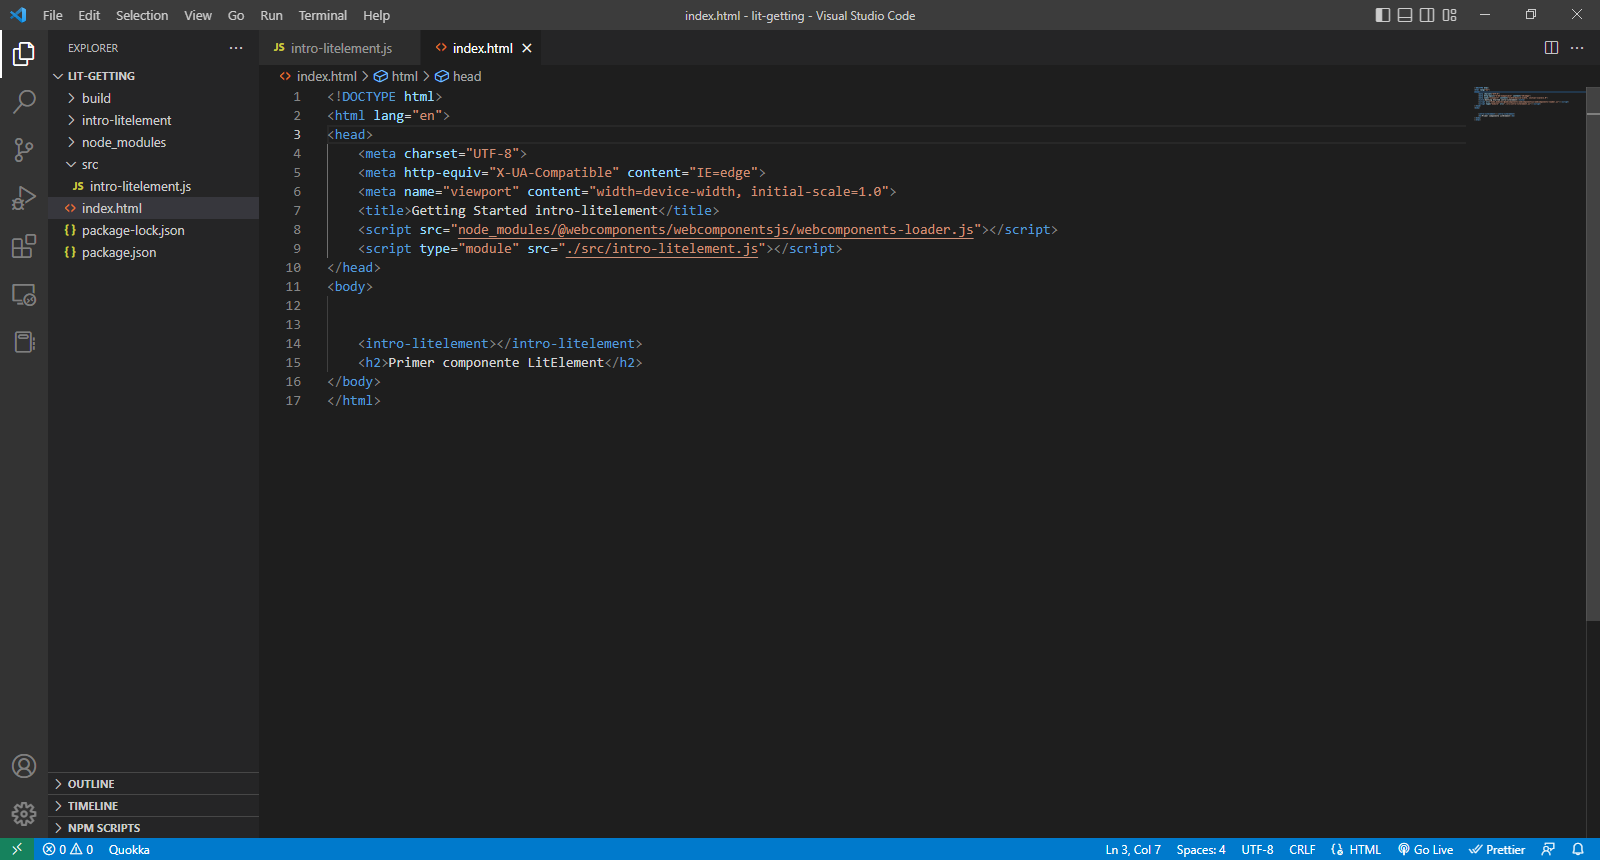 File Edit Selection View Go Run Terminal Help
index.html - lit-getting - Visual Studio Code
EXPLORER
LIT-GETTING
build
intro-litelement
node_modules
src
JS intro-litelement.js
index.html
package-lock.json
package.json
OUTLINE
TIMELINE
NPM SCRIPTS
JS intro-litelement.js
index.html
index.html > html > head
1 <!DOCTYPE html>
2 <html lang="en">
3 <head>
4 <meta charset="UTF-8">
5 <meta http-equiv="X-UA-Compatible" content="IE=edge">
6 <meta name="viewport" content="width=device-width, initial-scale=1.0">
7 <title>Getting Started intro-litelement</title>
8 <script src="node_modules/@webcomponents/webcomponentsjs/webcomponents-loader.js"></script>
9 <script type="module" src="./src/intro-litelement.js"></script>
10 </head>
11 <body>
12
13
14 <intro-litelement></intro-litelement>
15 <h2>Primer componente LitElement</h2>
16 </body>
17 </html>
0 0 Quokka
Ln 3, Col 7 Spaces: 4 UTF-8 CRLF HTML Go Live Prettier